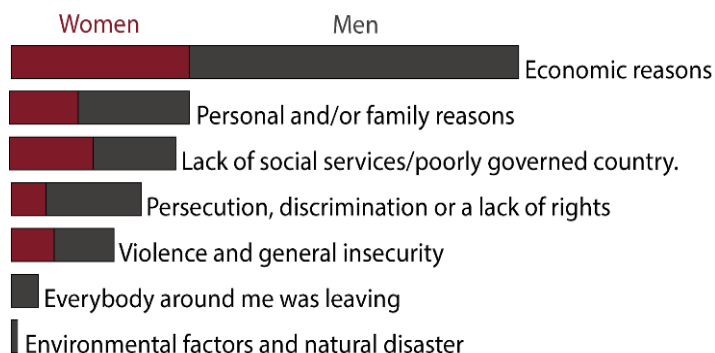 Women Men
Economic reasons
Personal and/or family reasons
Lack of social services/poorly governed country.
Persecution, discrimination or a lack of rights
Violence and general insecurity
Everybody around me was leaving
Environmental factors and natural disaster